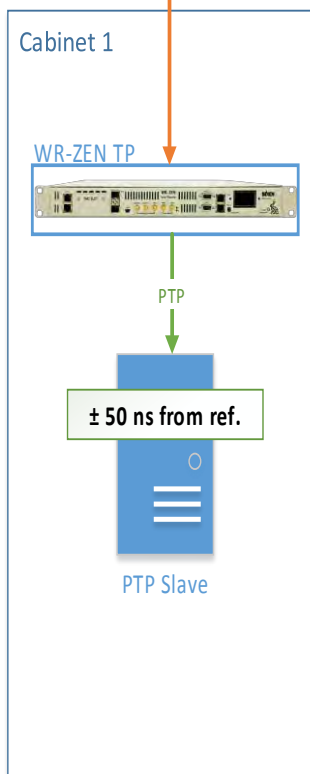 Cabinet 1
WR-ZEN TP
PTP
± 50 ns from ref.
PTP Slave